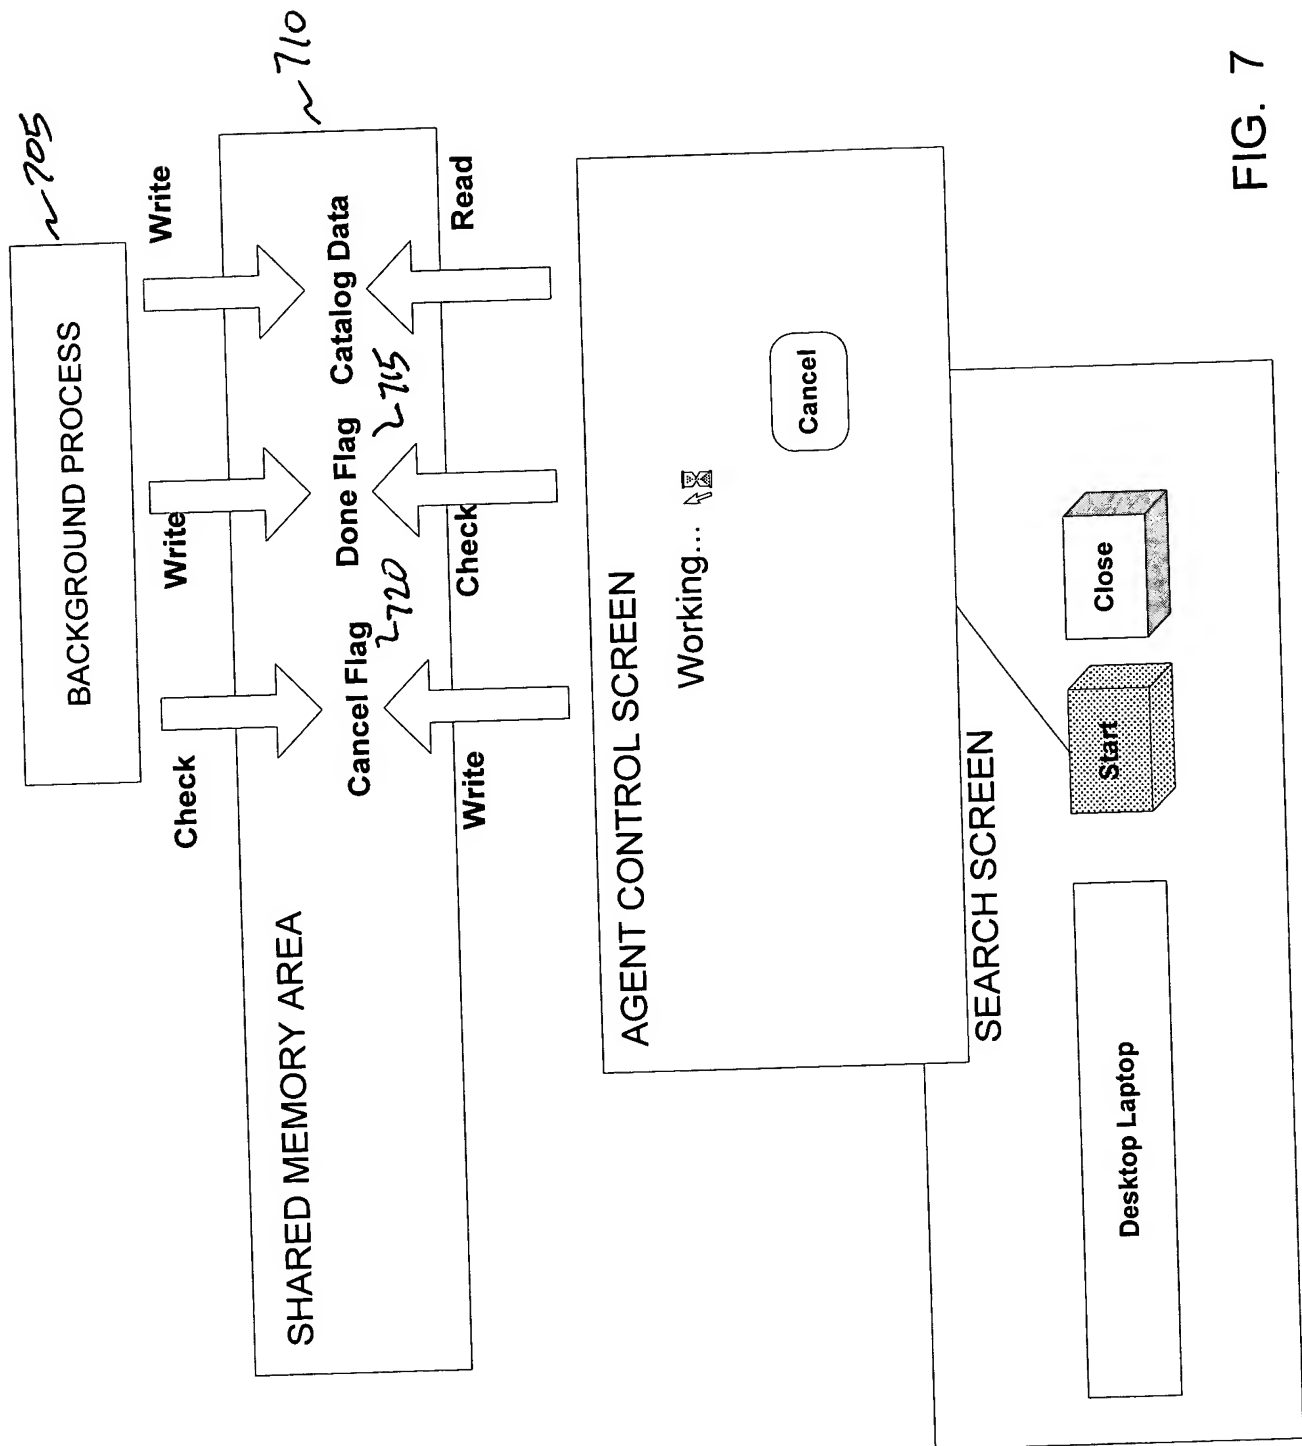 BACKGROUND PROCESS
~705
Check
Write
Write
~710
SHARED MEMORY AREA
Cancel Flag
Done Flag
Catalog Data
~720
~715
Write
Check
Read
AGENT CONTROL SCREEN
Working...
Cancel
SEARCH SCREEN
Desktop Laptop
Start
Close
FIG. 7